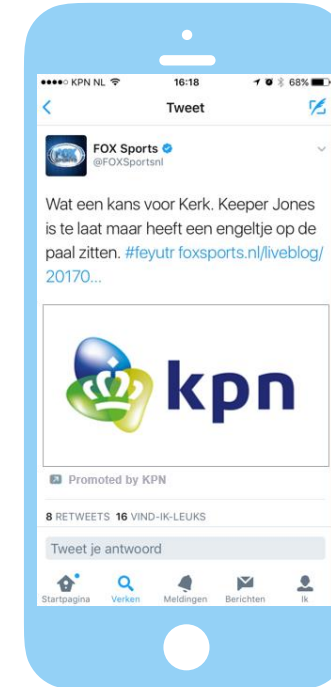 KPN NL 16:18 68%
Tweet
FOX Sports
@FOXSportsnl
Wat een kans voor Kerk. Keeper Jones
is te laat maar heeft een engeltje op de
paal zitten. #feyutr foxsports.nl/liveblog/
20170...
kpn
Promoted by KPN
8 RETWEETS 16 VIND-IK-LEUKS
Tweet je antwoord
Startpagina Verken Meldingen Berichten Ik